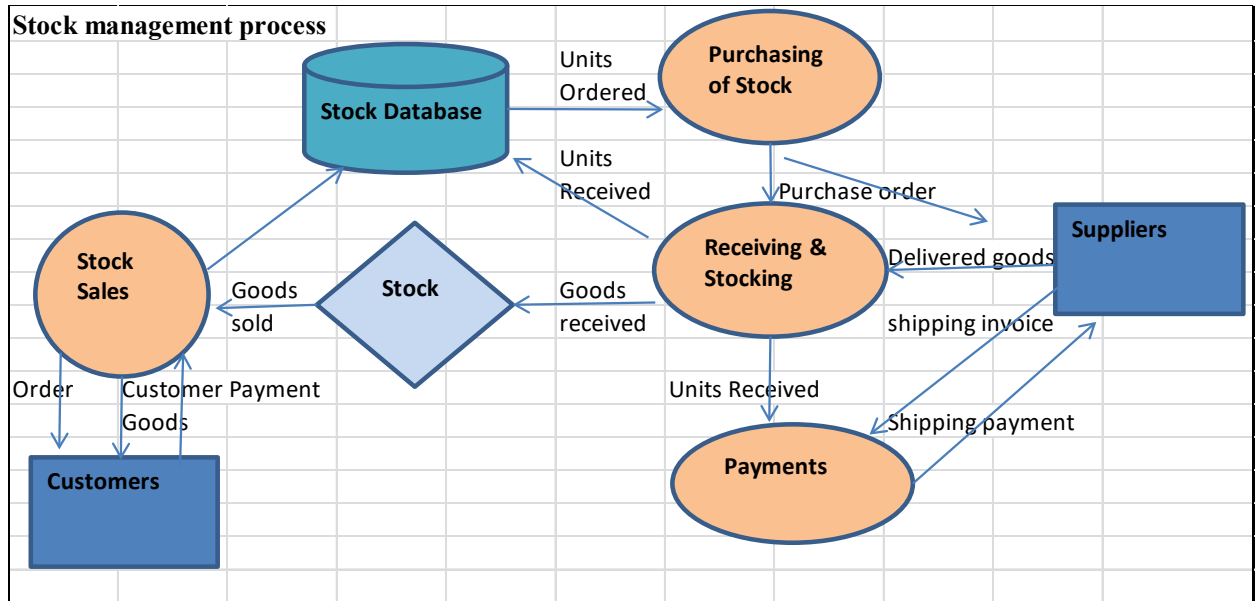 Stock management process
Units
Ordered
Purchasing
of Stock
Stock Database
Units
Received
Purchase order
Suppliers
Stock
Sales
Stock
Receiving &
Stocking
Delivered goods
Goods
sold
Goods
received
shipping invoice
Order
Customer Payment
Goods
Units Received
Shipping payment
Customers
Payments